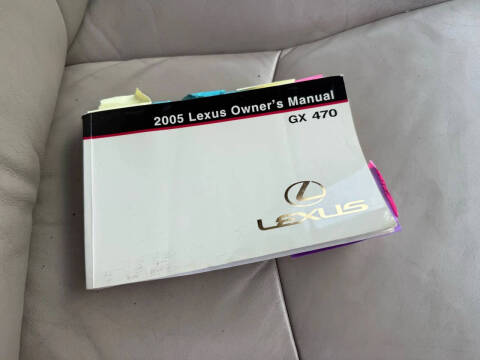 2005 Lexus Owner's Manual
GX 470
LEXUS